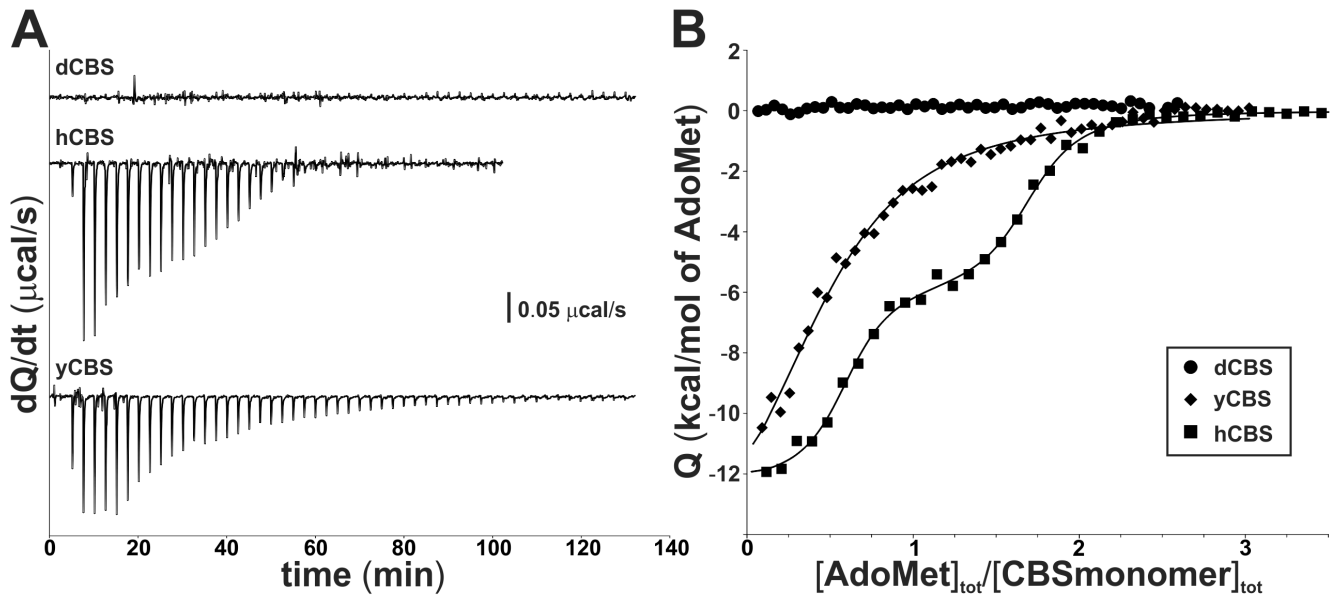 A
dCBS
hCBS
0.05 μcal/s
yCBS
dQ/dt (μcal/s)
0 20 40 60 80 100 120 140
time (min)
B
2
0
-2
-4
-6
-8
-10
-12
Q (kcal/mol of AdoMet)
dCBS
yCBS
hCBS
0 1 2 3
[AdoMet]tot/[CBSmonomer]tot